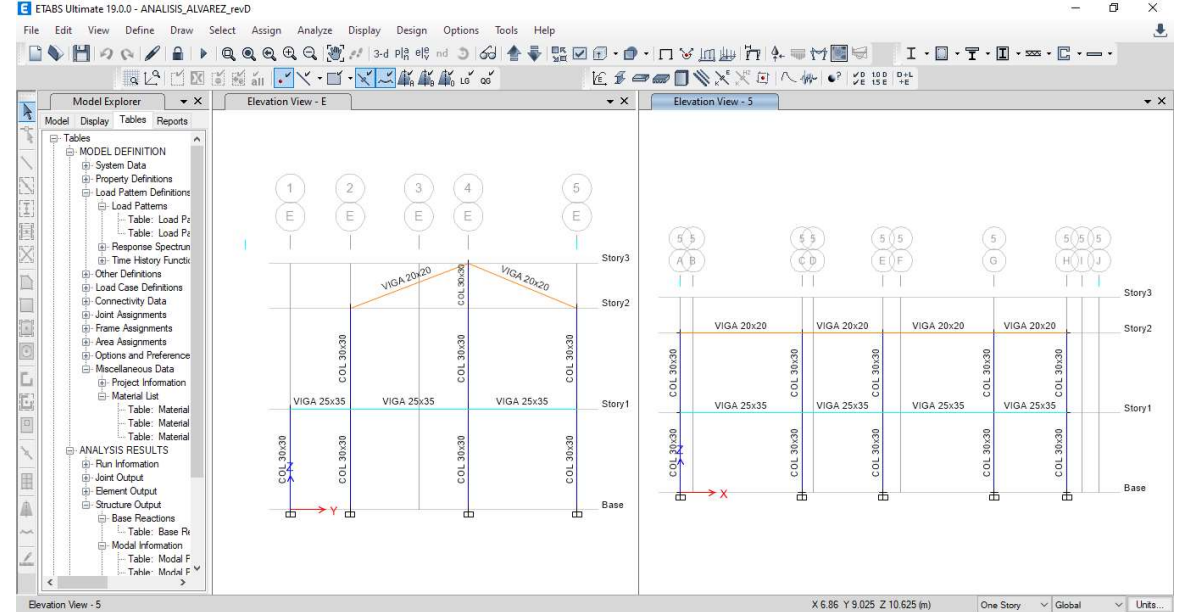 ETABS Ultimate 19.0.0 - ANALISIS_ALVAREZ_revD
File Edit View Define Draw Select Assign Analyze Display Design Options Tools Help
3-d
nd
Model Explorer
Model Display Tables Reports
Tables
MODEL DEFINITION
System Data
Property Definitions
Load Pattern Definitions
Load Patterns
Table: Load Pa
Table: Load Pa
Response Spectrun
Time History Functic
Other Definitions
Load Case Definitions
Connectivity Data
Joint Assignments
Frame Assignments
Area Assignments
Options and Preference
Miscellaneous Data
Project Information
Material List
Table: Material
Table: Material
Table: Material
ANALYSIS RESULTS
Run Information
Joint Output
Element Output
Structure Output
Base Reactions
Table: Base Re
Modal Information
Table: Modal F
Table: Modal F
Elevation View - E
1 2 3 4 5
E E E E E
Story3
VIGA 20x20 COL 30x30 VIGA 20x20
Story2
COL 30x30 COL 30x30 COL 30x30
VIGA 25x35 VIGA 25x35 VIGA 25x35 Story1
COL 30x30 COL 30x30 COL 30x30 COL 30x30
Z
Y
Base
Elevation View - 5
5 5 5 5 5 5 5 5 5 5
A B C D E F G H I J
Story3
VIGA 20x20 VIGA 20x20 VIGA 20x20 VIGA 20x20 Story2
COL 30x30 COL 30x30 COL 30x30 COL 30x30 COL 30x30
VIGA 25x35 VIGA 25x35 VIGA 25x35 VIGA 25x35 Story1
COL 30x30 COL 30x30 COL 30x30 COL 30x30 COL 30x30
Z
X
Base
Elevation View - 5 X 6.86 Y 9.025 Z 10.625 (m) One Story Global Units...